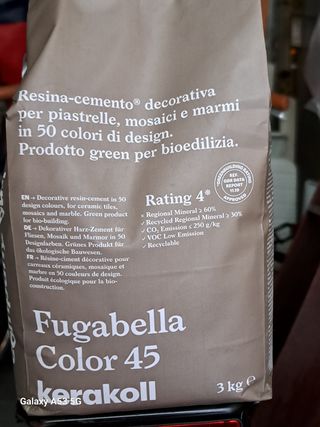 Resina-cemento® decorativa
per piastrelle, mosaici e marmi
in 50 colori di design.
Prodotto green per bioedilizia.
EN → Decorative resin-cement in 50
design colours, for ceramic tiles,
mosaics and marble. Green product
for bio-building.
DE → Dekorativer Harz-Zement für
Fliesen, Mosaik und Marmor in 50
Designfarben. Grünes Produkt für
das ökologische Bauwesen.
FR → Résine-ciment décorative pour
carreaux céramiques, mosaïque et
marbre en 50 couleurs de design.
Produit écologique pour la bio-
construction.
Rating 4*
✓ Regional Mineral ≥ 60%
✓ Recycled Regional Mineral ≥ 30%
✓ CO₂ Emission ≤ 250 g/kg
✓ VOC Low Emission
✓ Recyclable
KEY
OUR DATA
REPORT
Fugabella
Color 45
kerakoll
3 kg e
Galaxy A53 5G